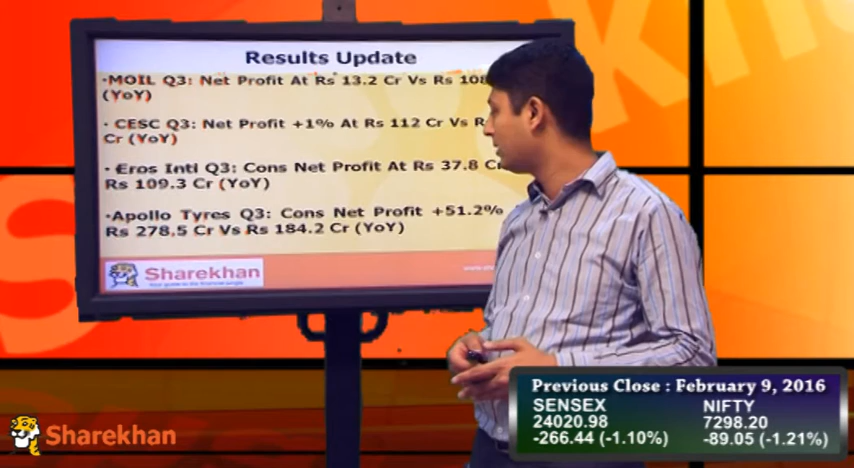 Results Update
·MOIL Q3: Net Profit At Rs 13.2 Cr Vs Rs
(YoY)
· CESC Q3: Net Profit +1% At Rs 112 Cr Vs
Cr (YoY)
· Eros Intl Q3: Cons Net Profit At Rs 37.8
Rs 109.3 Cr (YoY)
·Apollo Tyres Q3: Cons Net Profit +51.2%
Rs 278.5 Cr Vs Rs 184.2 Cr (YoY)
Sharekhan
Previous Close : February 9, 2016
SENSEX NIFTY
24020.98 7298.20
-266.44 (-1.10%) -89.05 (-1.21%)
Sharekhan